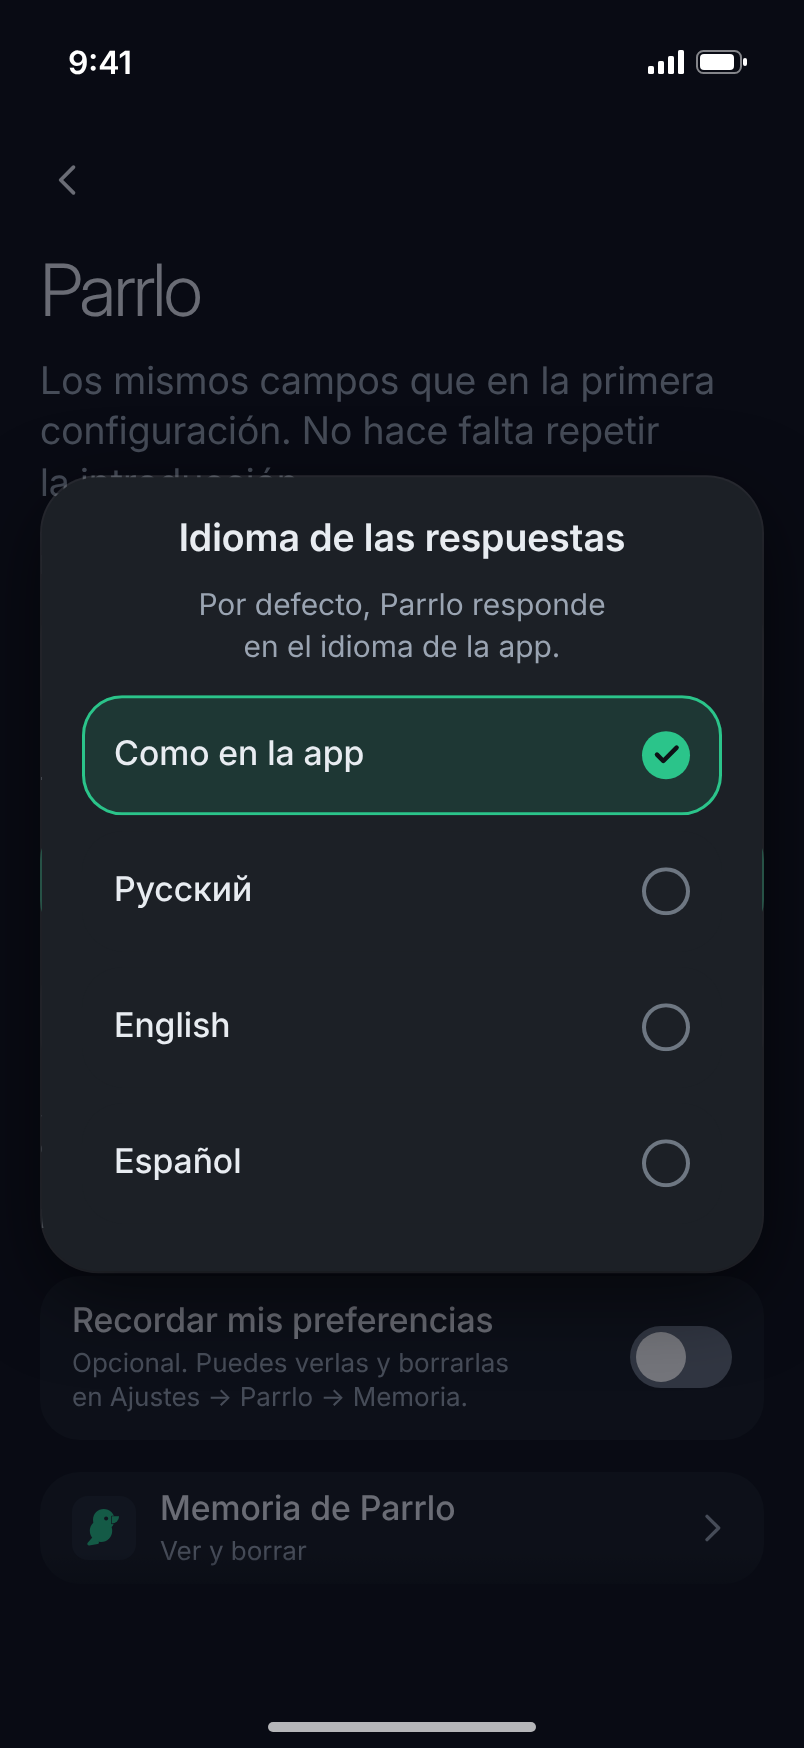 9:41
Parrlo
Los mismos campos que en la primera
configuración. No hace falta repetir
la introducción
Idioma de las respuestas
Por defecto, Parrlo responde
en el idioma de la app.
Como en la app
Русский
English
Español
Recordar mis preferencias
Opcional. Puedes verlas y borrarlas
en Ajustes → Parrlo → Memoria.
Memoria de Parrlo
Ver y borrar